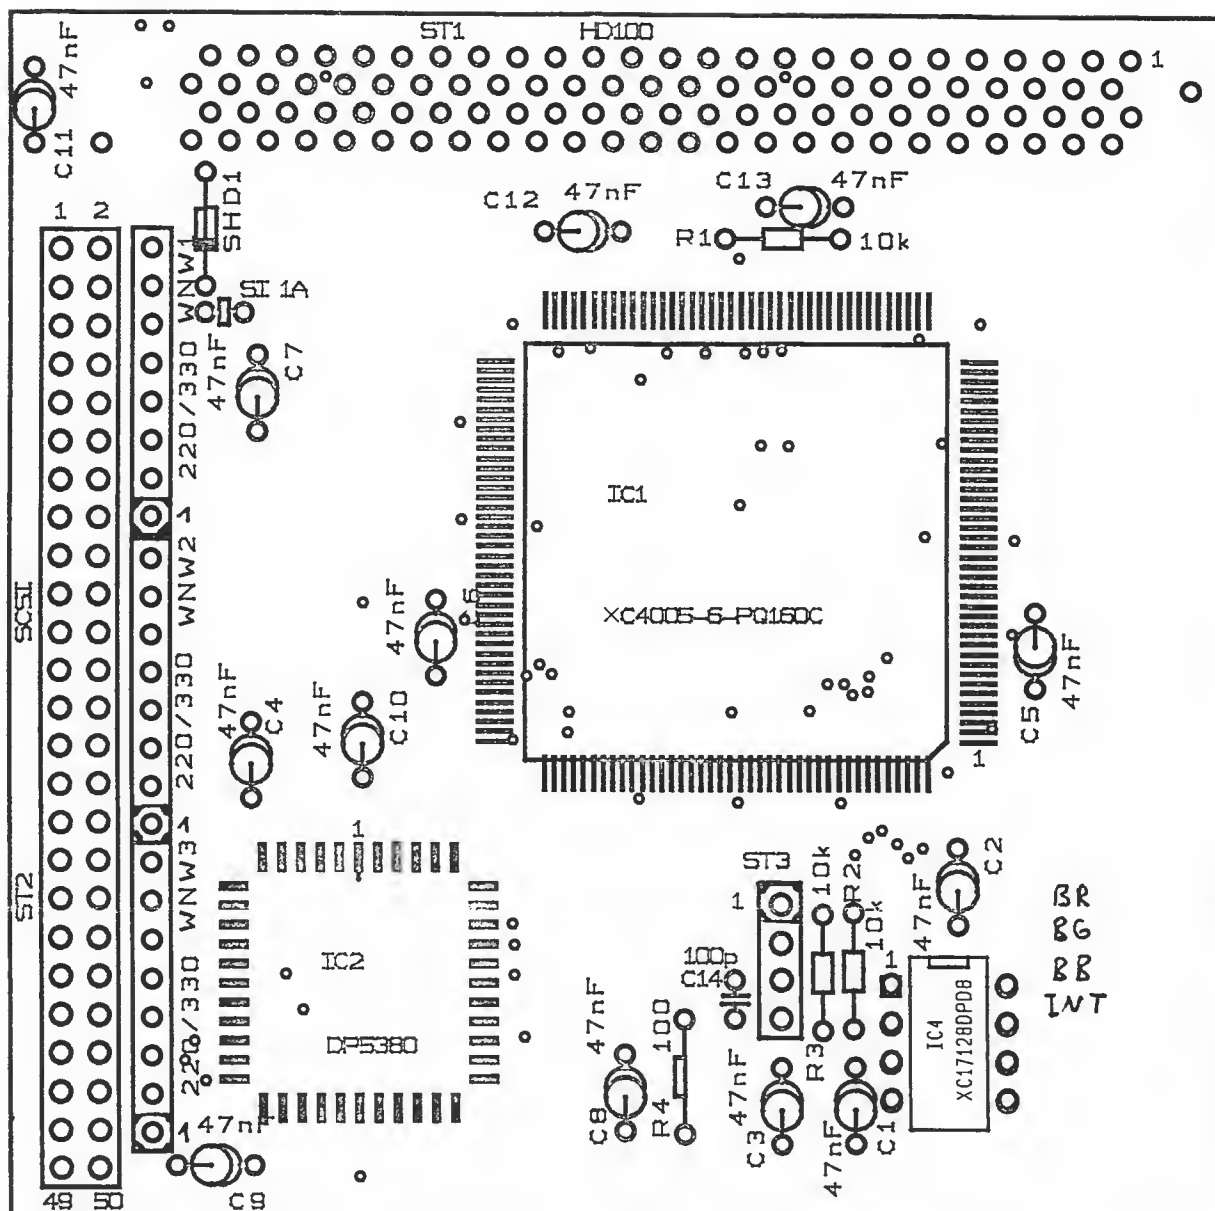 ST1 HD100
1
47nF
C11
SHD1
C12 47nF
C13 47nF
R1 10k
1 2
WNW1
SI 1A
47nF
C7
220/330
IC1
XC4005-6-PQ160C
1
WNW2
1
SCSI
47nF
C6
47nF
C5
1
220/330
47nF
C4
47nF
C10
1
WNW3
ST2
1
IC2
DP5380
220/330
1
47nF
C9
49 50
ST3
1
10k
R2
10k
R3
100p
C14
47nF
C2
1
IC4
XC17128DPD8
BR
BG
BB
INT
47nF
C8
100
R4
47nF
C3
47nF
C1